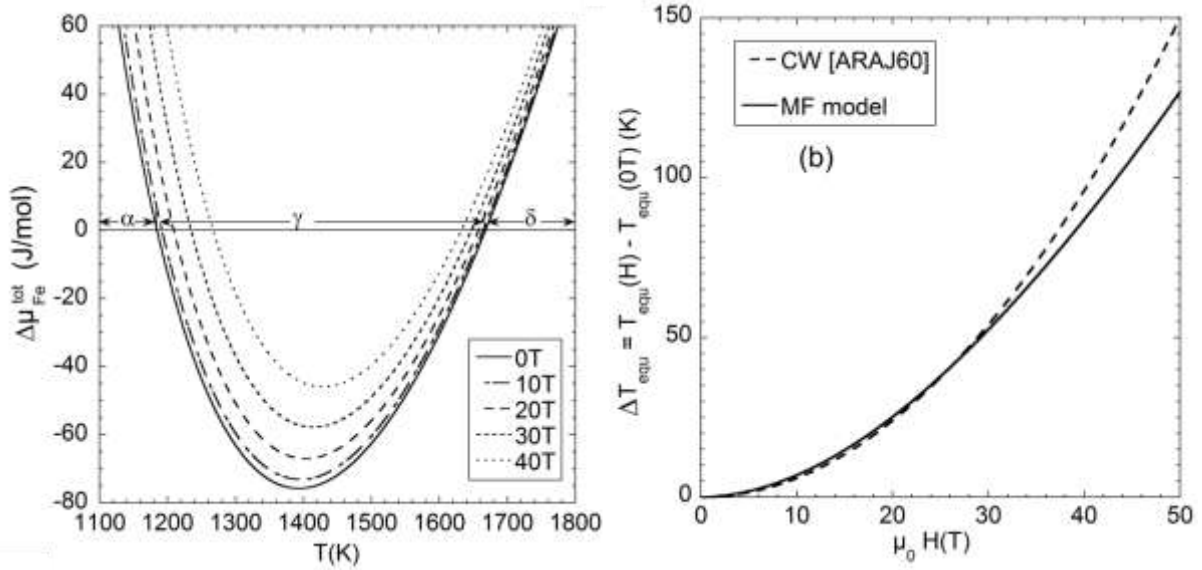 60
40
20
0
-20
-40
-60
-80
Δμ_Fe^tot (J/mol)
α
γ
δ
0T
10T
20T
30T
40T
1100 1200 1300 1400 1500 1600 1700 1800
T(K)
150
100
50
0
ΔT_equ = T_equ(H) - T_equ(0T) (K)
CW [ARAJ60]
MF model
(b)
0 10 20 30 40 50
μ₀ H(T)